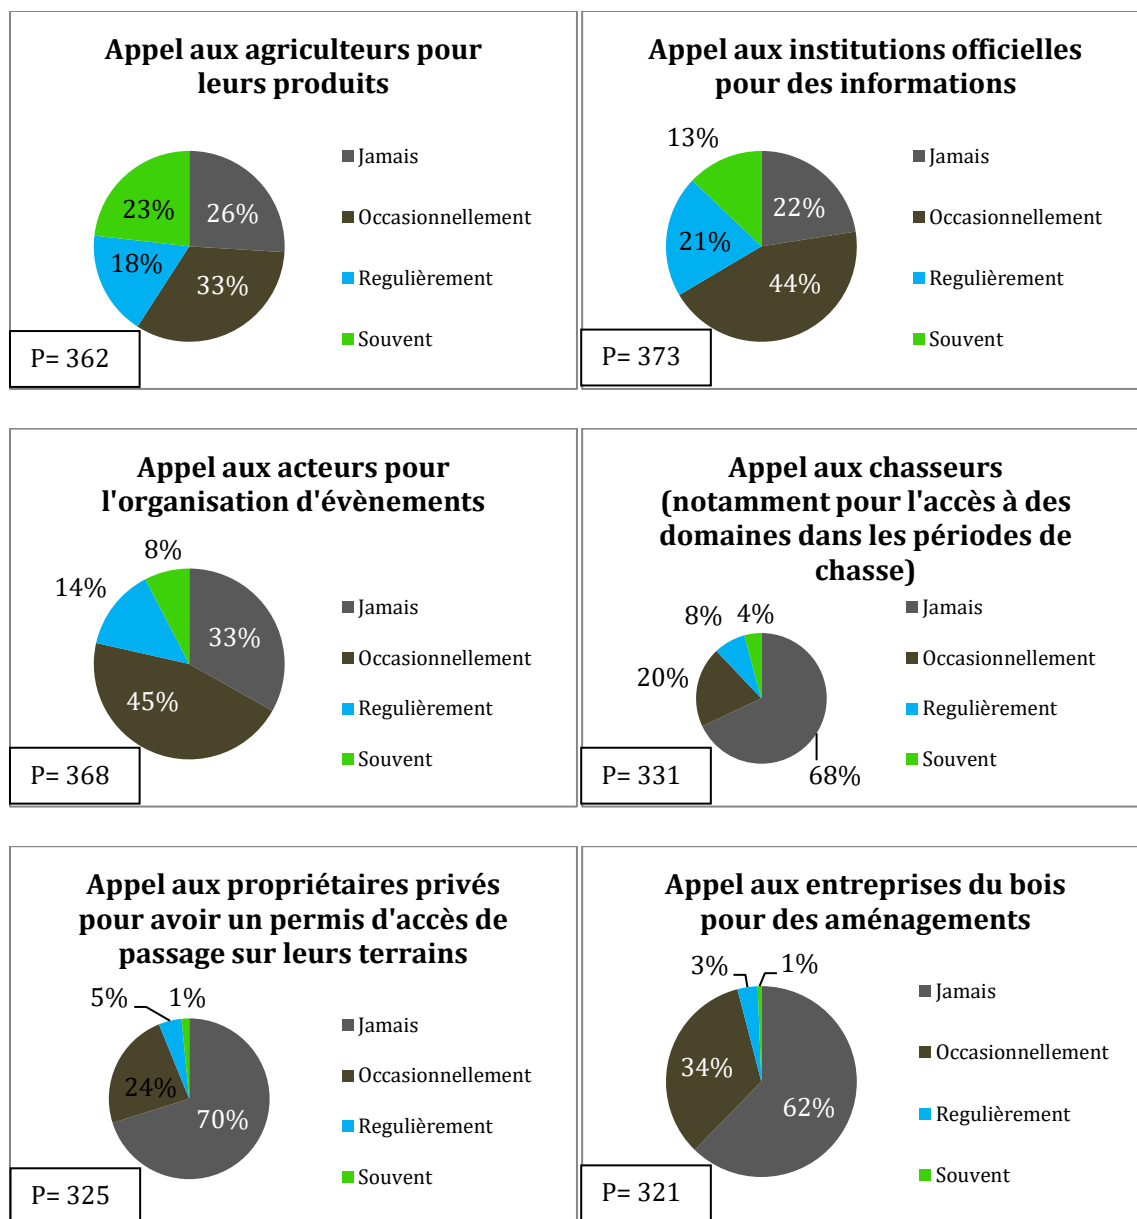 Appel aux agriculteurs pour
leurs produits
23%
26%
18%
33%
Jamais
Occasionnellement
Regulièrement
Souvent
P= 362
Appel aux institutions officielles
pour des informations
13%
22%
21%
44%
Jamais
Occasionnellement
Regulièrement
Souvent
P= 373
Appel aux acteurs pour
l'organisation d'évènements
8%
14%
33%
45%
Jamais
Occasionnellement
Regulièrement
Souvent
P= 368
Appel aux chasseurs
(notamment pour l'accès à des
domaines dans les périodes de
chasse)
8%
4%
20%
68%
Jamais
Occasionnellement
Regulièrement
Souvent
P= 331
Appel aux propriétaires privés
pour avoir un permis d'accès de
passage sur leurs terrains
5%
1%
24%
70%
Jamais
Occasionnellement
Regulièrement
Souvent
P= 325
Appel aux entreprises du bois
pour des aménagements
3%
1%
34%
62%
Jamais
Occasionnellement
Regulièrement
Souvent
P= 321